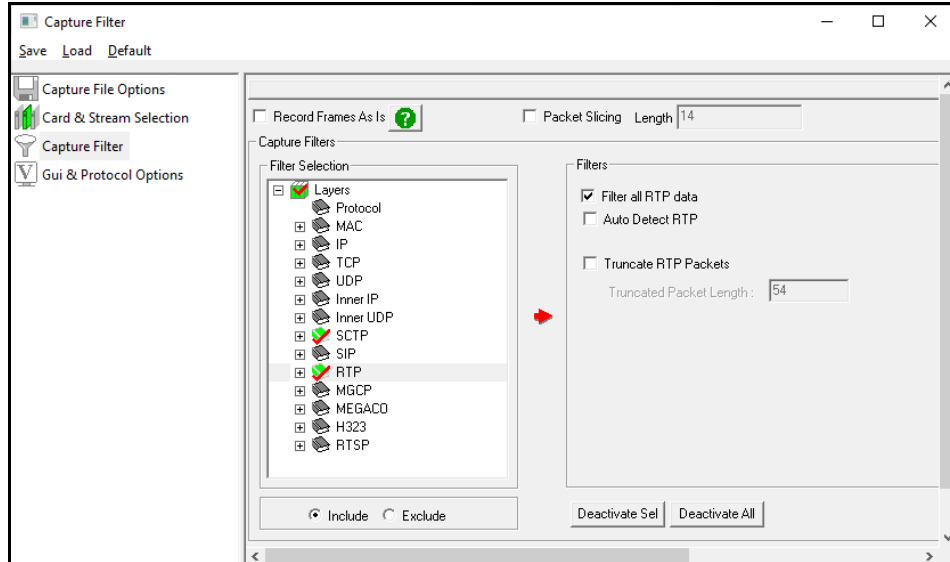 Capture Filter
Save Load Default
Capture File Options
Card & Stream Selection
Capture Filter
Gui & Protocol Options
Record Frames As Is ?
Packet Slicing Length 14
Capture Filters
Filter Selection
Layers
Protocol
MAC
IP
TCP
UDP
Inner IP
Inner UDP
SCTP
SIP
RTP
MGCP
MEGACO
H323
RTSP
Include Exclude
Filters
Filter all RTP data
Auto Detect RTP
Truncate RTP Packets
Truncated Packet Length : 54
Deactivate Sel Deactivate All